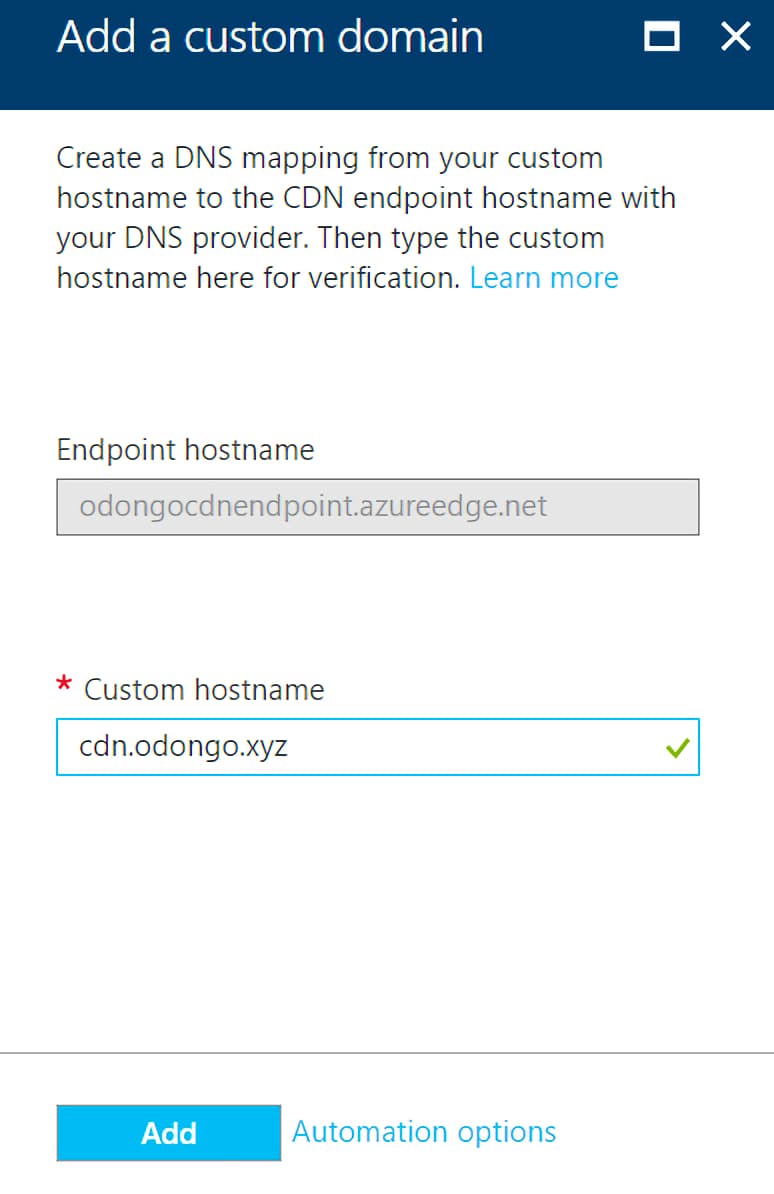 Add a custom domain
Create a DNS mapping from your custom
hostname to the CDN endpoint hostname with
your DNS provider. Then type the custom
hostname here for verification. Learn more
Endpoint hostname
odongocdnendpoint.azureedge.net
* Custom hostname
cdn.odongo.xyz
Add Automation options